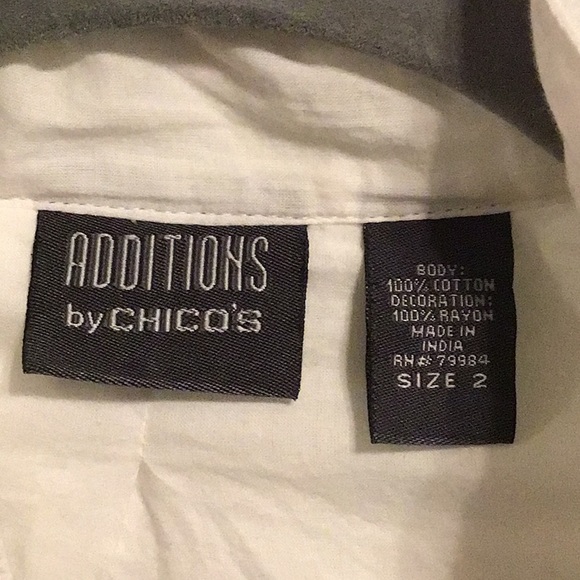 ADDITIONS
by CHICO'S
BODY:
100% COTTON
DECORATION:
100% RAYON
MADE IN
INDIA
RN# 79984
SIZE 2